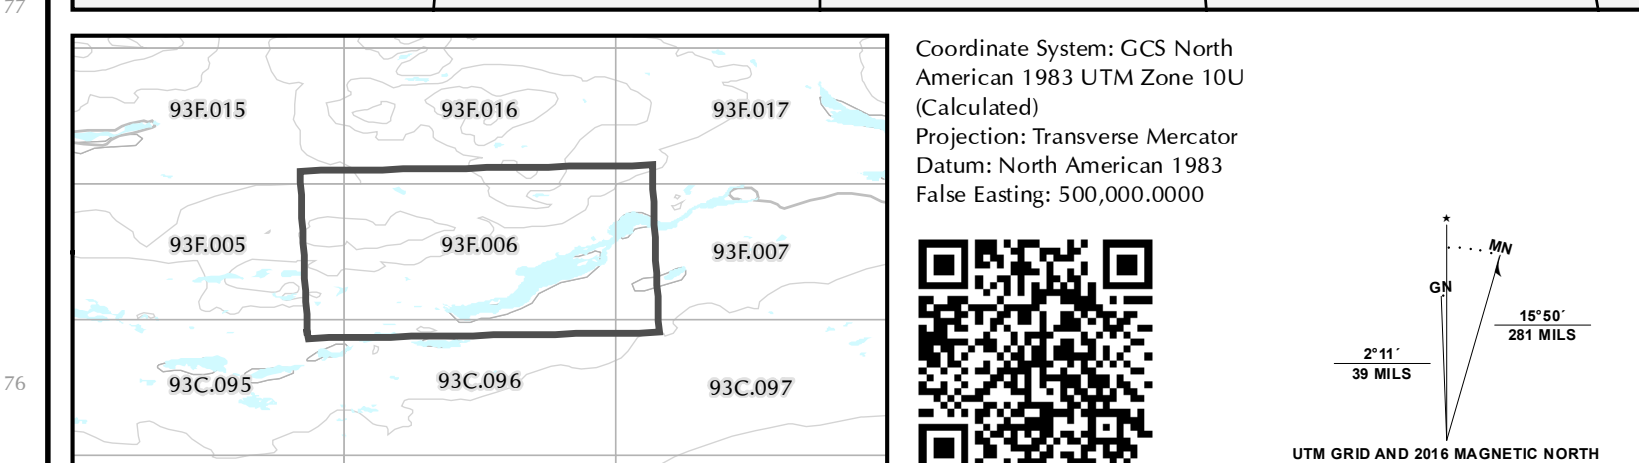 77
93F.015
93F.016
93F.017
93F.005
93F.006
93F.007
93C.095
93C.096
93C.097
76
Coordinate System: GCS North
American 1983 UTM Zone 10U
(Calculated)
Projection: Transverse Mercator
Datum: North American 1983
False Easting: 500,000.0000
MN
GN
15°50´
281 MILS
2°11´
39 MILS
UTM GRID AND 2016 MAGNETIC NORTH